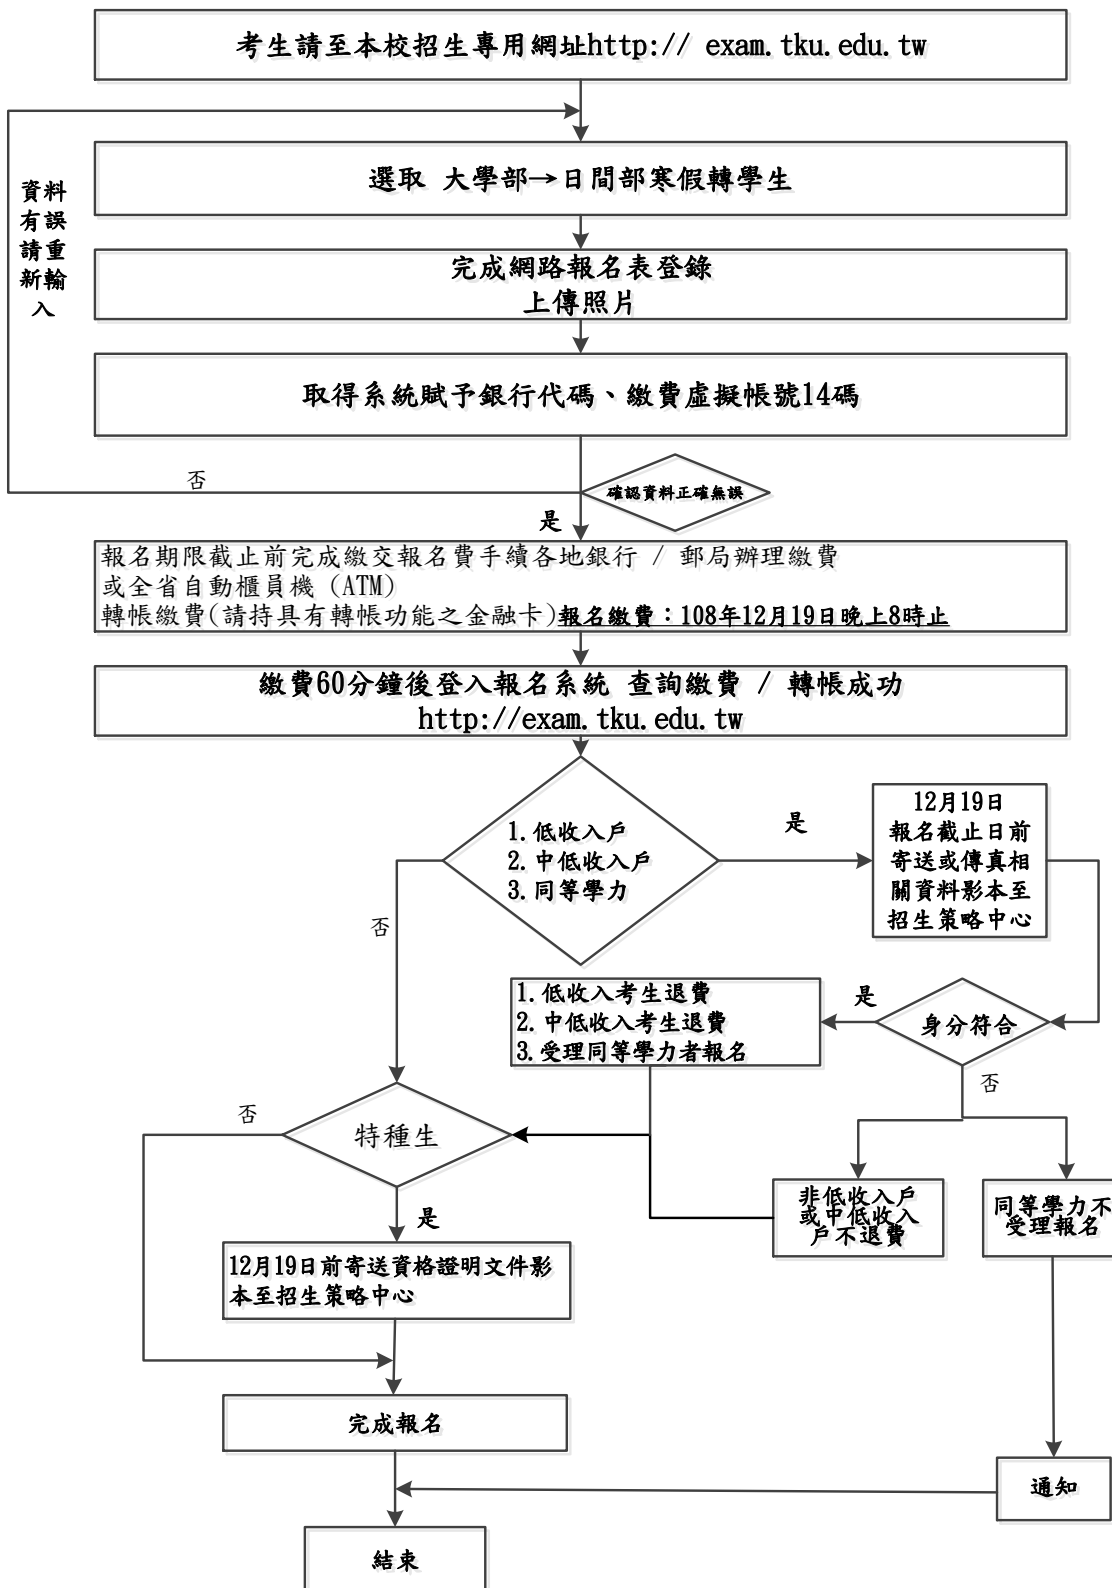 考生請至本校招生專用網址http:// exam.tku.edu.tw
選取 大學部→日間部寒假轉學生
資料
有誤
請重
新輸
入
完成網路報名表登錄
上傳照片
取得系統賦予銀行代碼、繳費虛擬帳號14碼
否
確認資料正確無誤
是
報名期限截止前完成繳交報名費手續各地銀行 / 郵局辦理繳費
或全省自動櫃員機 (ATM)
轉帳繳費(請持具有轉帳功能之金融卡)報名繳費：108年12月19日晚上8時止
繳費60分鐘後登入報名系統 查詢繳費 / 轉帳成功
http://exam.tku.edu.tw
1.低收入戶
2.中低收入戶
3.同等學力
是
12月19日
報名截止日前
寄送或傳真相
關資料影本至
招生策略中心
否
1.低收入考生退費
2.中低收入考生退費
3.受理同等學力者報名
是
身分符合
否
否
特種生
是
非低收入戶
或中低收入
戶不退費
同等學力不
受理報名
12月19日前寄送資格證明文件影
本至招生策略中心
完成報名
通知
結束